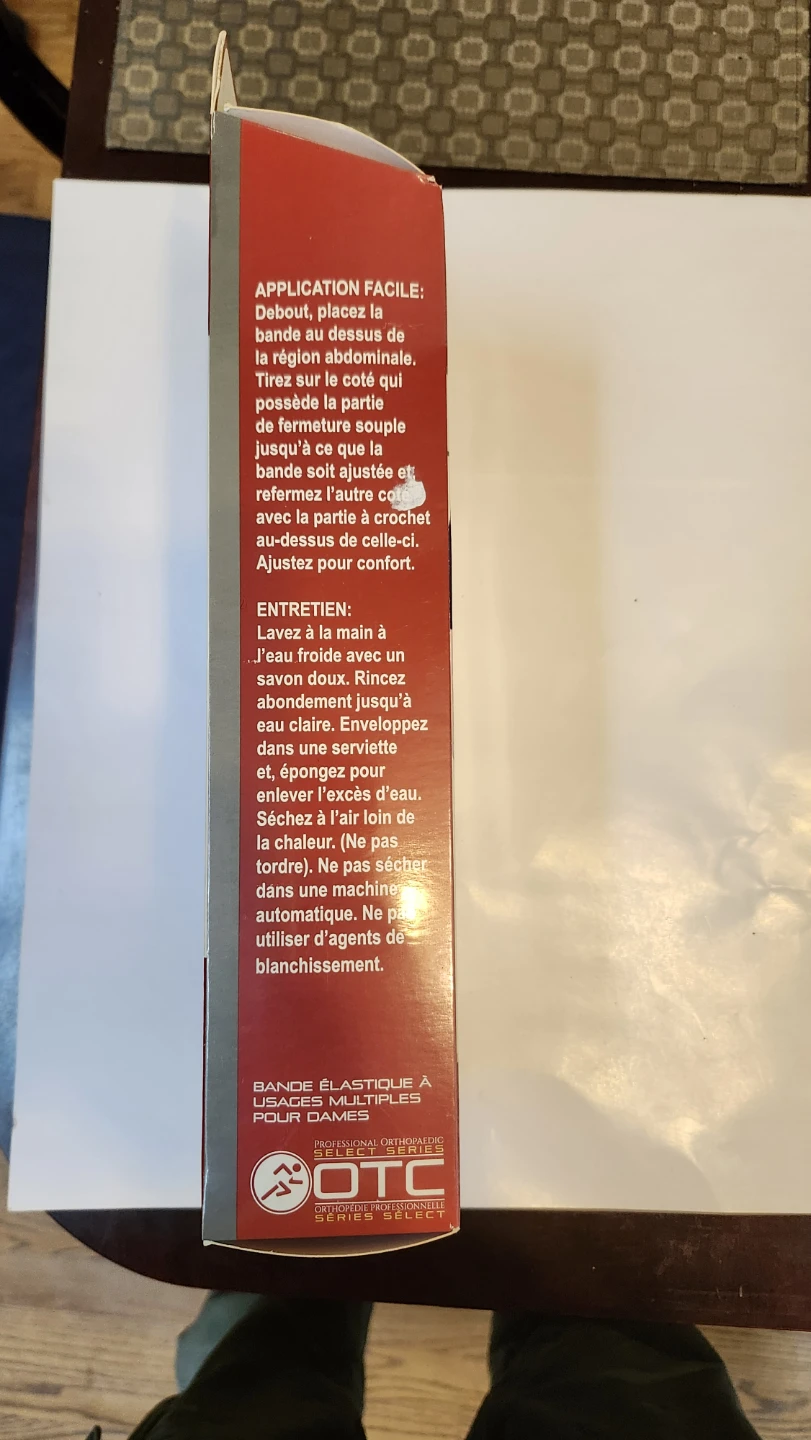 APPLICATION FACILE:
Debout, placez la
bande au dessus de
la région abdominale.
Tirez sur le coté qui
possède la partie
de fermeture souple
jusqu'à ce que la
bande soit ajustée et,
refermez l'autre coté
avec la partie à crochet
au-dessus de celle-ci.
Ajustez pour confort.
ENTRETIEN:
Lavez à la main à
l'eau froide avec un
savon doux. Rincez
abondement jusqu'à
eau claire. Enveloppez
dans une serviette
et, épongez pour
enlever l'excès d'eau.
Séchez à l'air loin de
la chaleur. (Ne pas
tordre). Ne pas sécher
dans une machine
automatique. Ne pas
utiliser d'agents de
blanchissement.
BANDE ÉLASTIQUE À
USAGES MULTIPLES
POUR DAMES
PROFESSIONAL ORTHOPAEDIC
SELECT SERIES
OTC
ORTHOPÉDIE PROFESSIONNELLE
SÉRIES SÉLECT